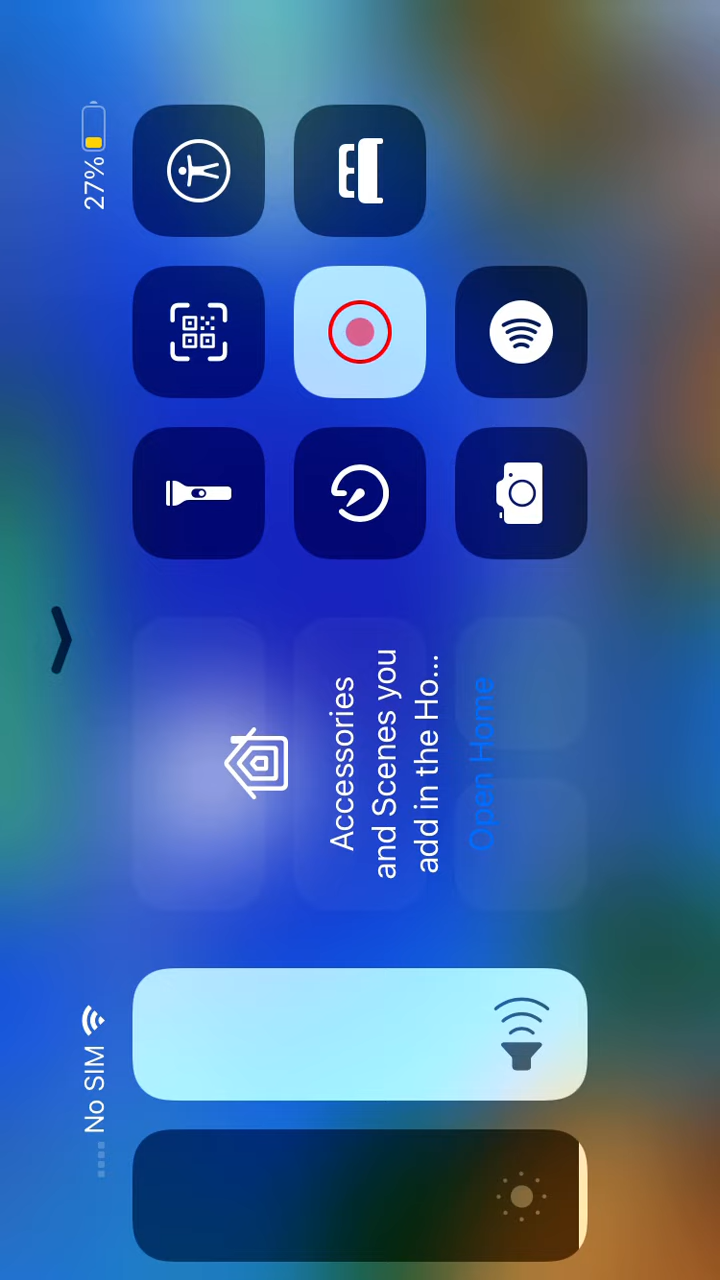 No SIM
27%
Accessories
and Scenes you
add in the Ho...
Open Home